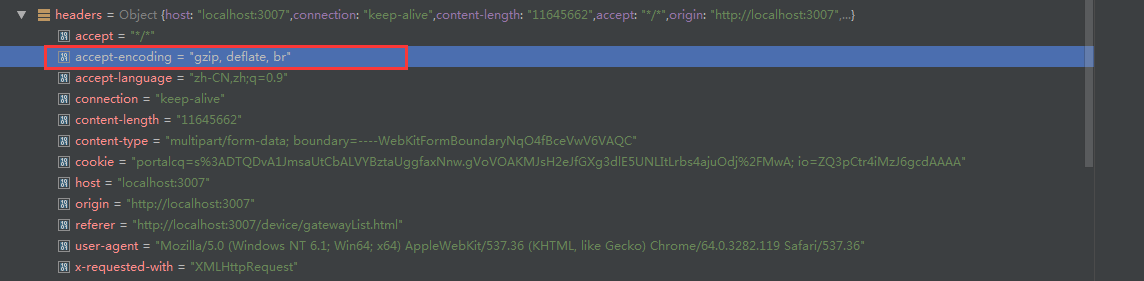 headers = Object {host: "localhost:3007",connection: "keep-alive",content-length: "11645662",accept: "*/*",origin: "http://localhost:3007",...}
accept = "*/*"
accept-encoding = "gzip, deflate, br"
accept-language = "zh-CN,zh;q=0.9"
connection = "keep-alive"
content-length = "11645662"
content-type = "multipart/form-data; boundary=----WebKitFormBoundaryNqO4fBceVwV6VAQC"
cookie = "portalcq=s%3ADTQDvA1JmsaUtCbALVYBztaUggfaxNnw.gVoVOAKMJsH2eJfGXg3dlE5UNLItLrbs4ajuOdj%2FMwA; io=ZQ3pCtr4iMzJ6gcdAAAA"
host = "localhost:3007"
origin = "http://localhost:3007"
referer = "http://localhost:3007/device/gatewayList.html"
user-agent = "Mozilla/5.0 (Windows NT 6.1; Win64; x64) AppleWebKit/537.36 (KHTML, like Gecko) Chrome/64.0.3282.119 Safari/537.36"
x-requested-with = "XMLHttpRequest"